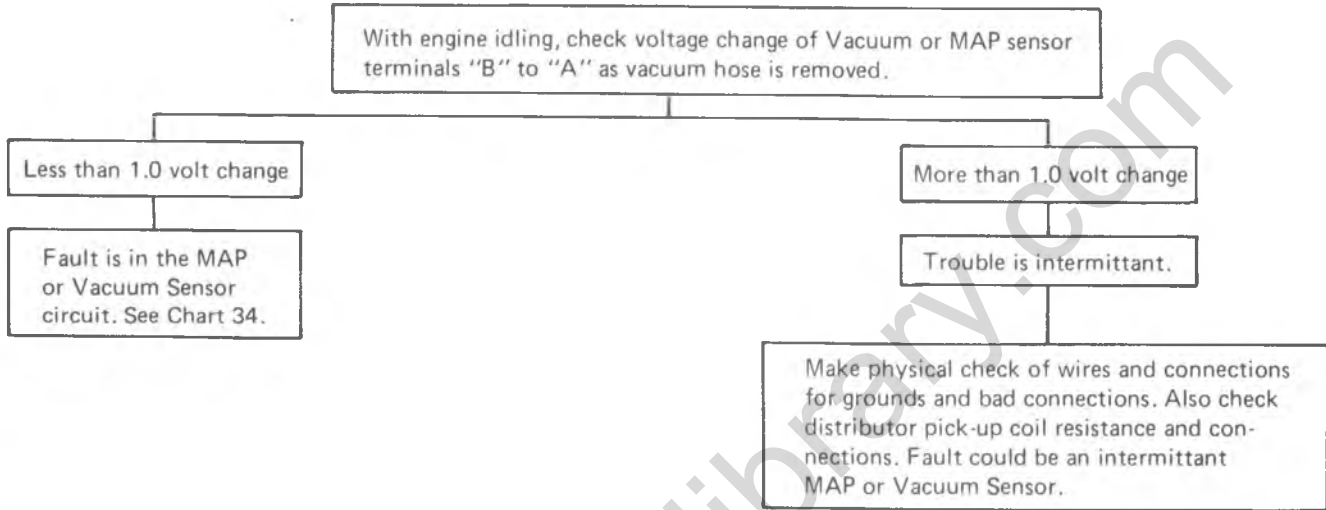 With engine idling, check voltage change of Vacuum or MAP sensor
terminals "B" to "A" as vacuum hose is removed.
Less than 1.0 volt change
More than 1.0 volt change
Fault is in the MAP
or Vacuum Sensor
circuit. See Chart 34.
Trouble is intermittant.
Make physical check of wires and connections
for grounds and bad connections. Also check
distributor pick-up coil resistance and con-
nections. Fault could be an intermittant
MAP or Vacuum Sensor.
library.com